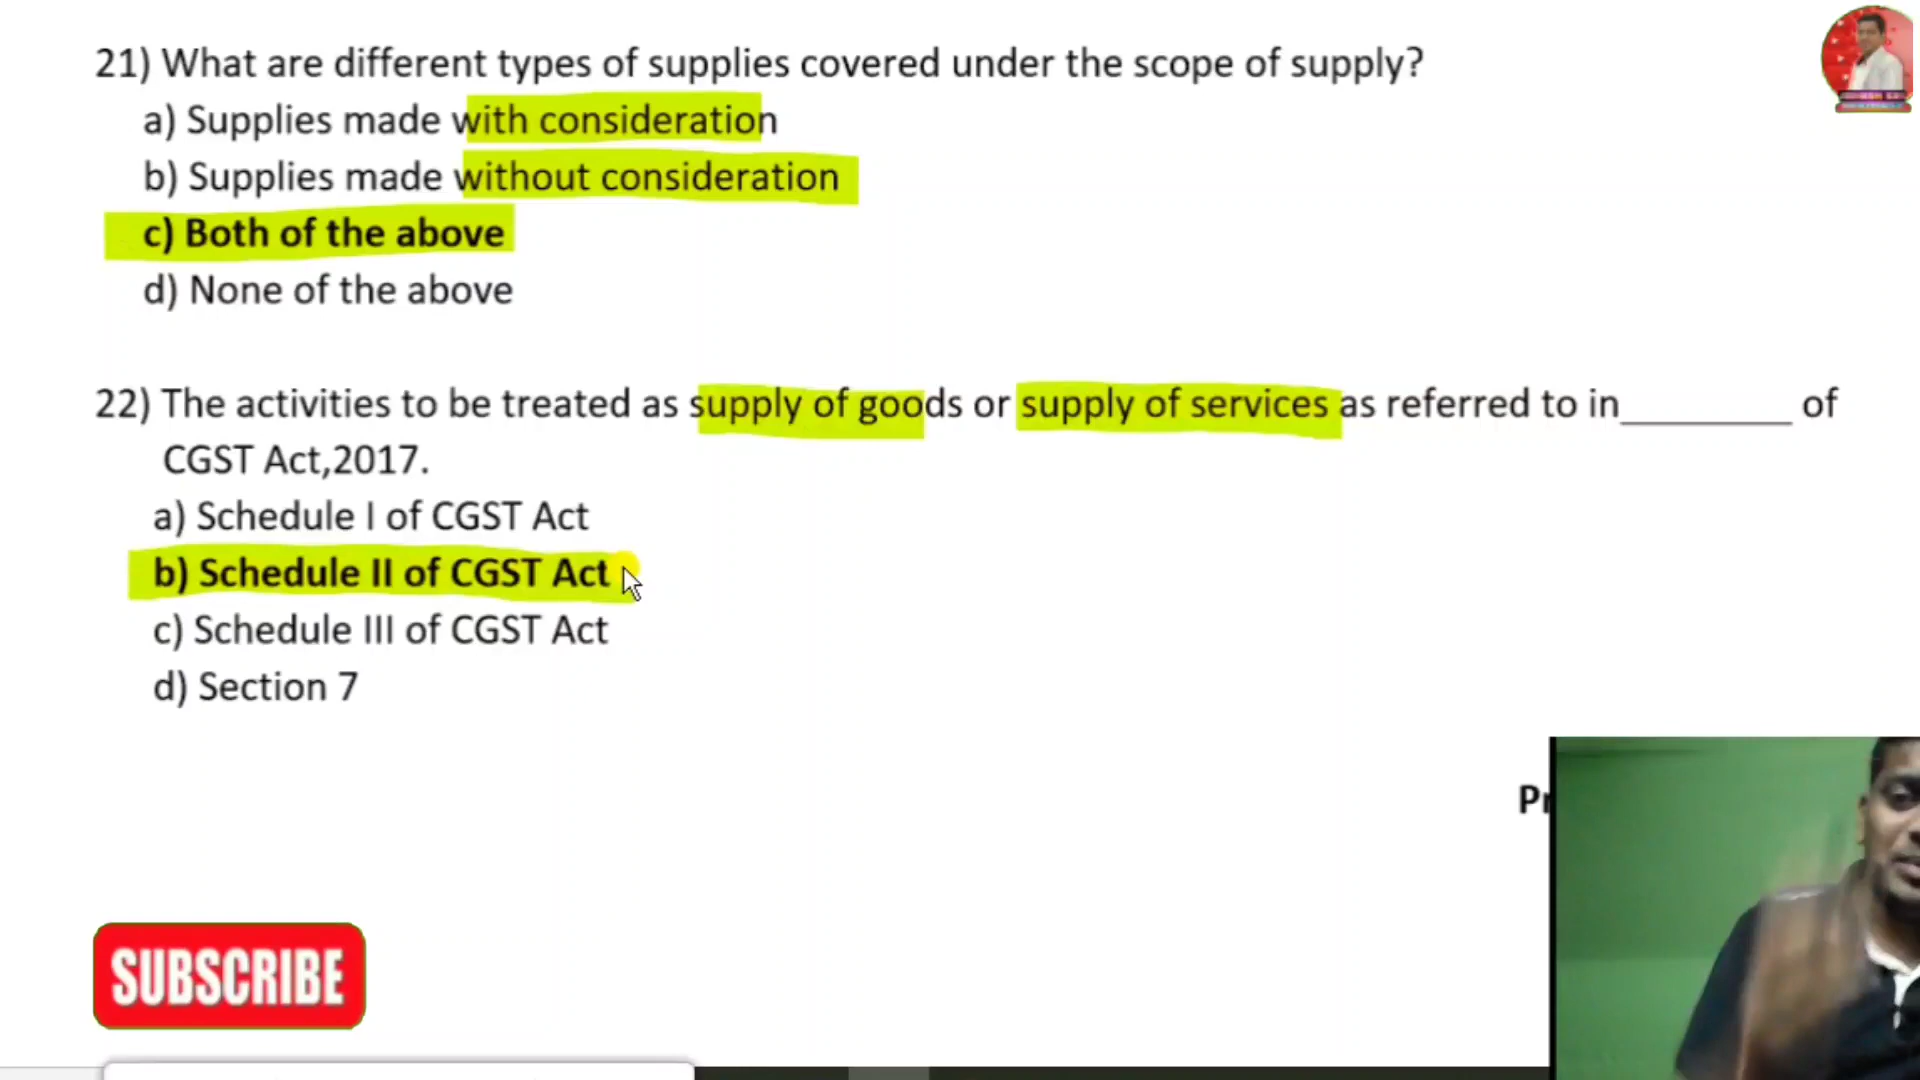 21) What are different types of supplies covered under the scope of supply?
a) Supplies made with consideration
b) Supplies made without consideration
c) Both of the above
d) None of the above
22) The activities to be treated as supply of goods or supply of services as referred to in________ of
CGST Act,2017.
a) Schedule I of CGST Act
b) Schedule II of CGST Act
c) Schedule III of CGST Act
d) Section 7
SUBSCRIBE